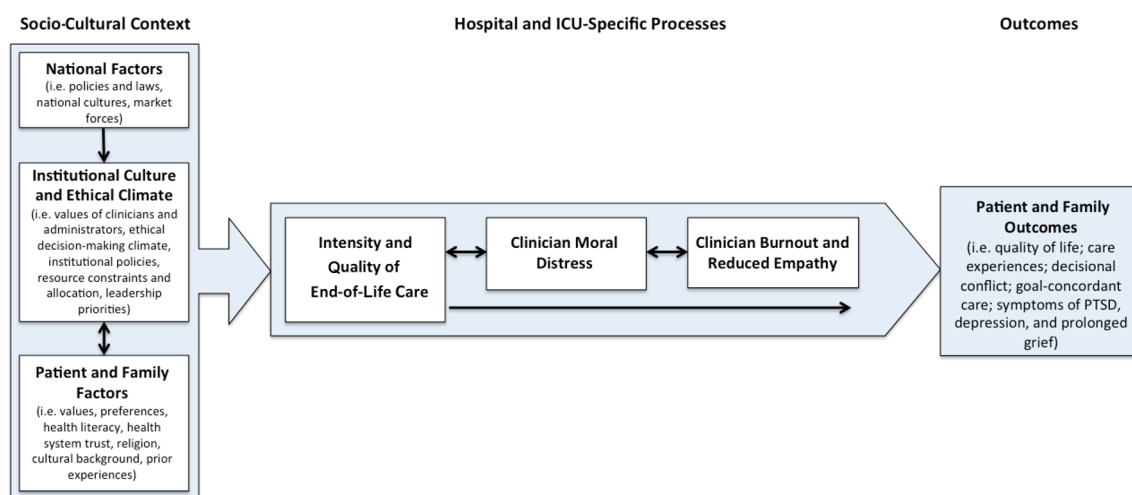 Socio-Cultural Context
Hospital and ICU-Specific Processes
Outcomes
National Factors
(i.e. policies and laws,
national cultures, market
forces)
Institutional Culture
and Ethical Climate
(i.e. values of clinicians and
administrators, ethical
decision-making climate,
institutional policies,
resource constraints and
allocation, leadership
priorities)
Patient and Family
Factors
(i.e. values, preferences,
health literacy, health
system trust, religion,
cultural background, prior
experiences)
Intensity and
Quality of
End-of-Life Care
Clinician Moral
Distress
Clinician Burnout and
Reduced Empathy
Patient and Family
Outcomes
(i.e. quality of life; care
experiences; decisional
conflict; goal-concordant
care; symptoms of PTSD,
depression, and prolonged
grief)